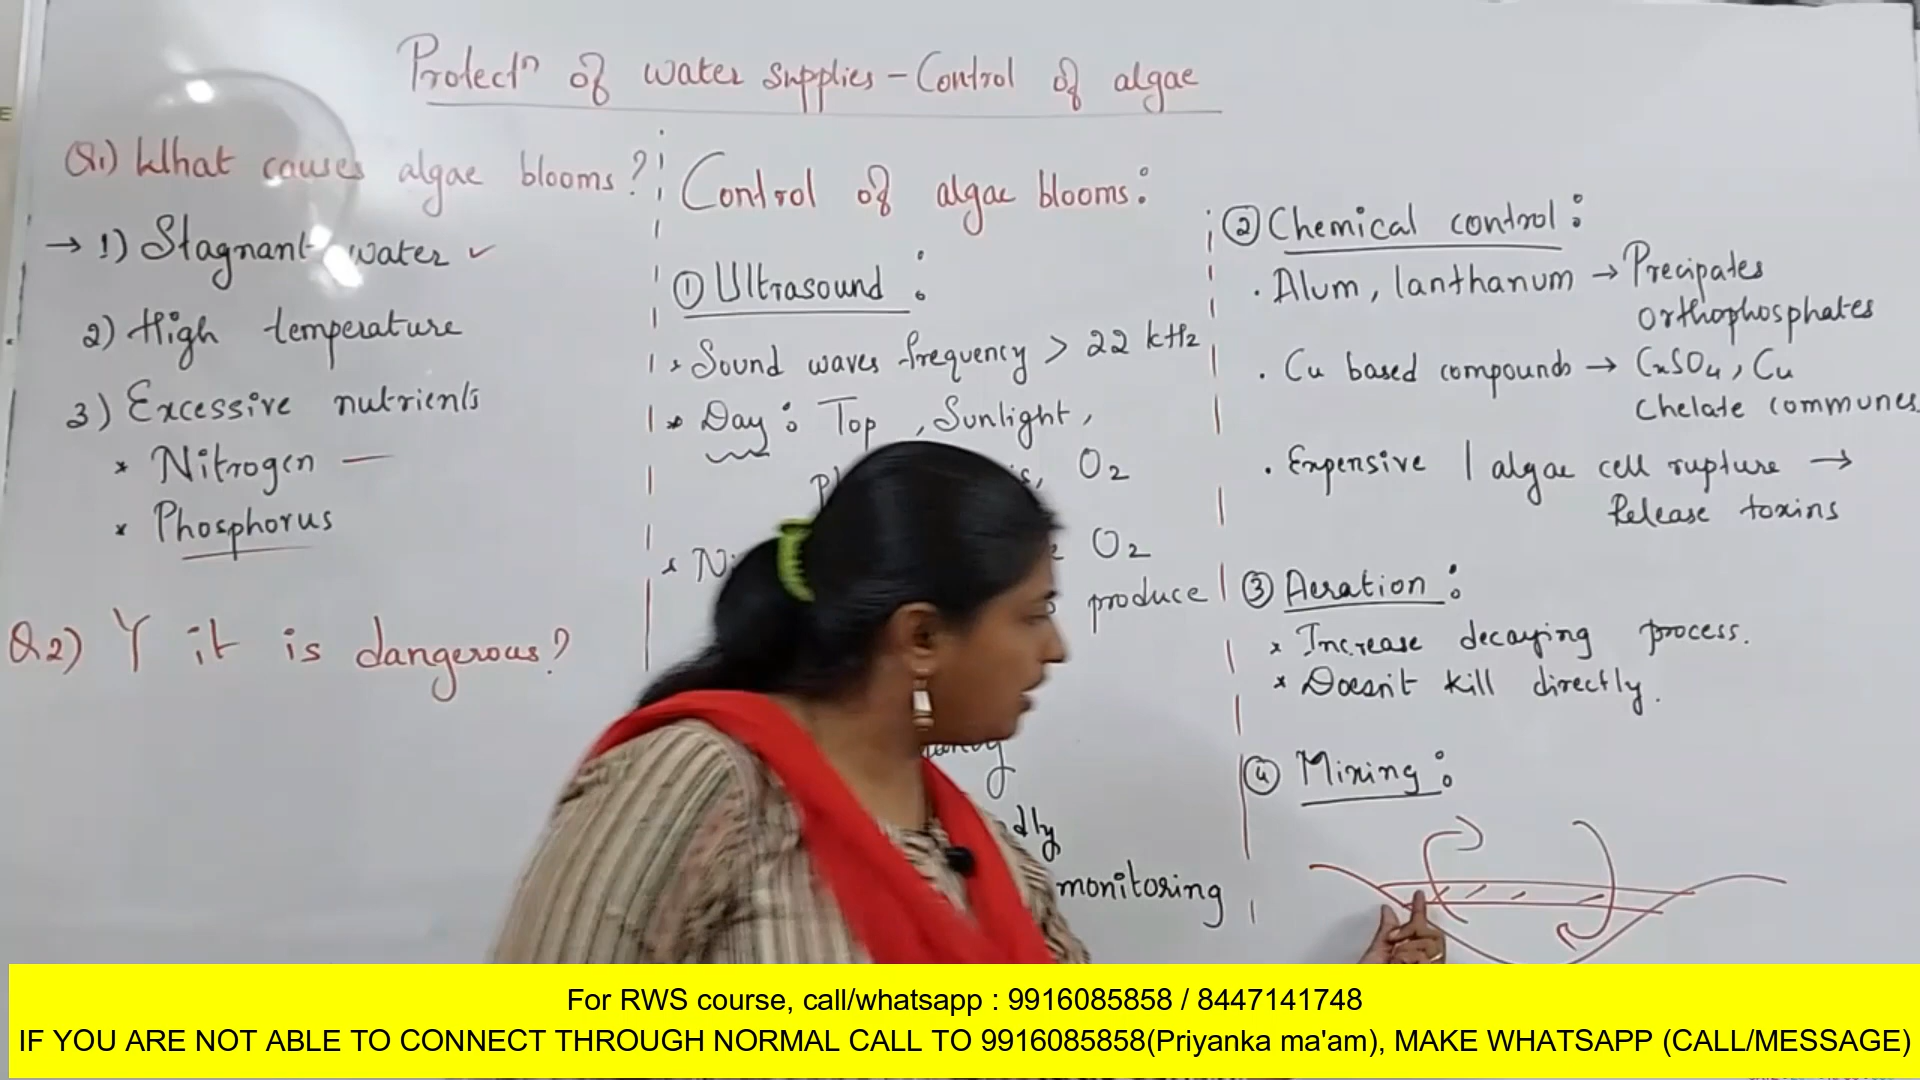 Protectⁿ of water supplies - Control of algae
Q.1) What causes algae blooms?
→ 1) Stagnant water ✓
2) High temperature
3) Excessive nutrients
* Nitrogen —
* Phosphorus
Q.2) Y it is dangerous?
Control of algae blooms:
① Ultrasound :
* Sound waves frequency > 22 kHz
* Day : Top , Sunlight ,
O2
* Ni
O2
produce
dly
monitoring
② Chemical control :
. Alum, lanthanum → Precipates
Orthophosphates
. Cu based compounds → CuSO4, Cu
Chelate communes
. Expensive | algae cell rupture →
Release toxins
③ Aeration :
* Increase decaying process.
* Doesn't kill directly.
④ Mixing :
For RWS course, call/whatsapp : 9916085858 / 8447141748
IF YOU ARE NOT ABLE TO CONNECT THROUGH NORMAL CALL TO 9916085858(Priyanka ma'am), MAKE WHATSAPP (CALL/MESSAGE)